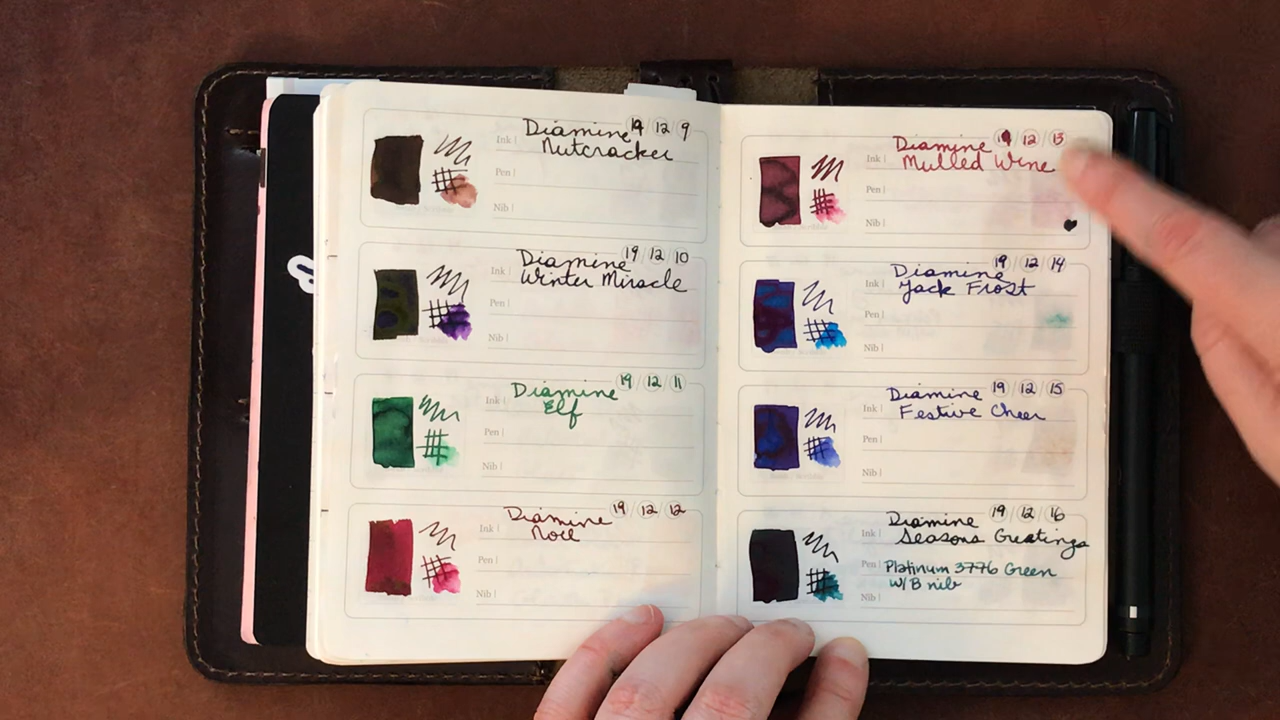 Diamine 19 12 9
Ink | Nutcracker
Pen |
Nib |
Diamine 19 12 10
Ink | Winter Miracle
Pen |
Nib |
Diamine 19 12 11
Ink | Elf
Pen |
Nib |
Diamine 19 12 12
Ink | Noel
Pen |
Nib |
Diamine 19 12 13
Ink | Mulled Wine
Pen |
Nib |
Diamine 19 12 14
Ink | Jack Frost
Pen |
Nib |
Diamine 19 12 15
Ink | Festive Cheer
Pen |
Nib |
Diamine 19 12 16
Ink | Seasons Greetings
Pen | Platinum 3776 Green
Nib | W/ B nib